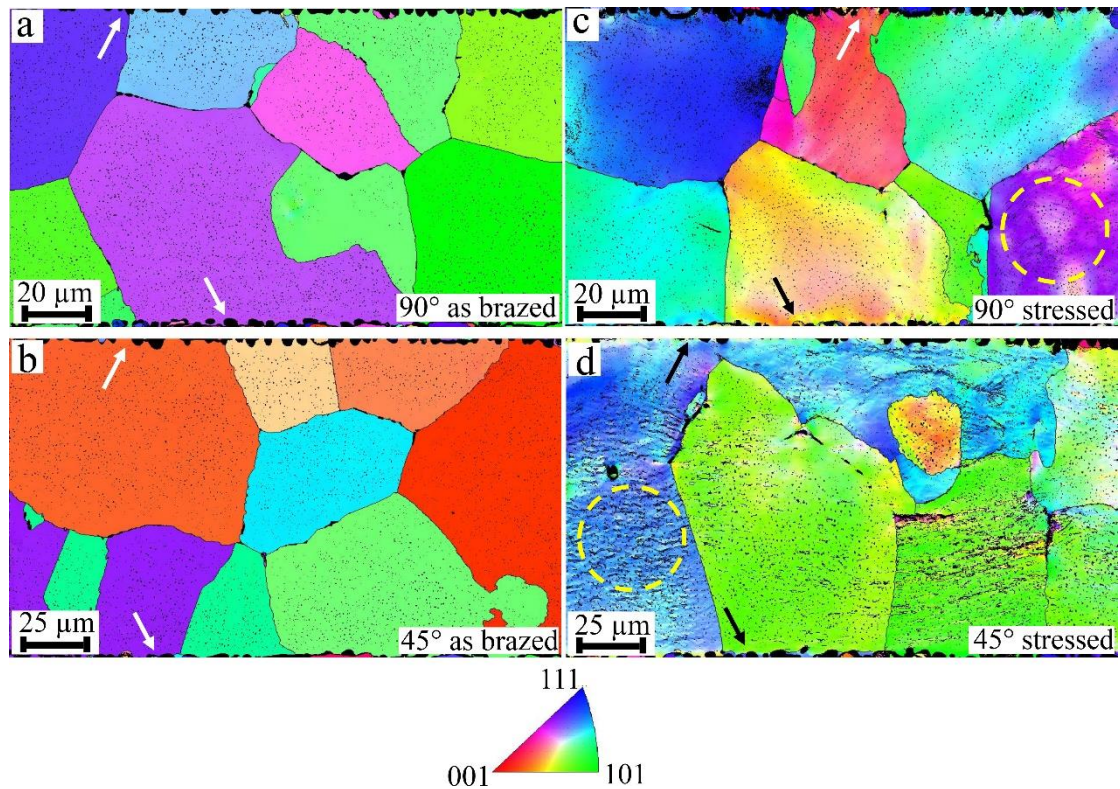 a
c
20 µm
90° as brazed
20 µm
90° stressed
b
d
25 µm
45° as brazed
25 µm
45° stressed
111
001
101